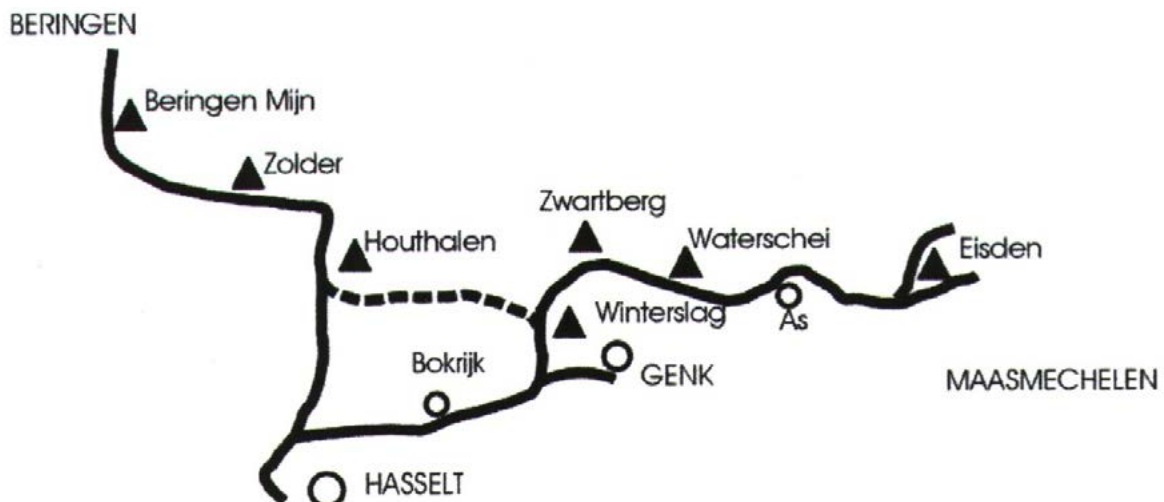 BERINGEN
Beringen Mijn
Zolder
Zwartberg
Houthalen
Waterschei
Eisden
Winterslag
As
Bokrijk
GENK
MAASMECHELEN
HASSELT